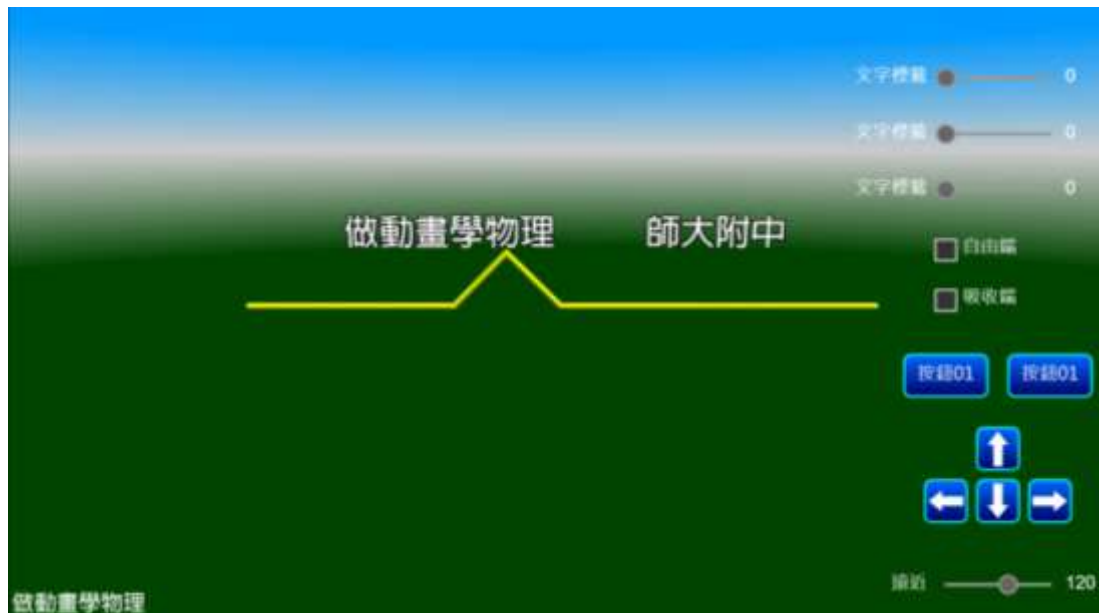 文字標籤 0
文字標籤 0
文字標籤 0
做動畫學物理 師大附中
自由端
吸收端
按鈕01 按鈕01
遠近 120
做動畫學物理